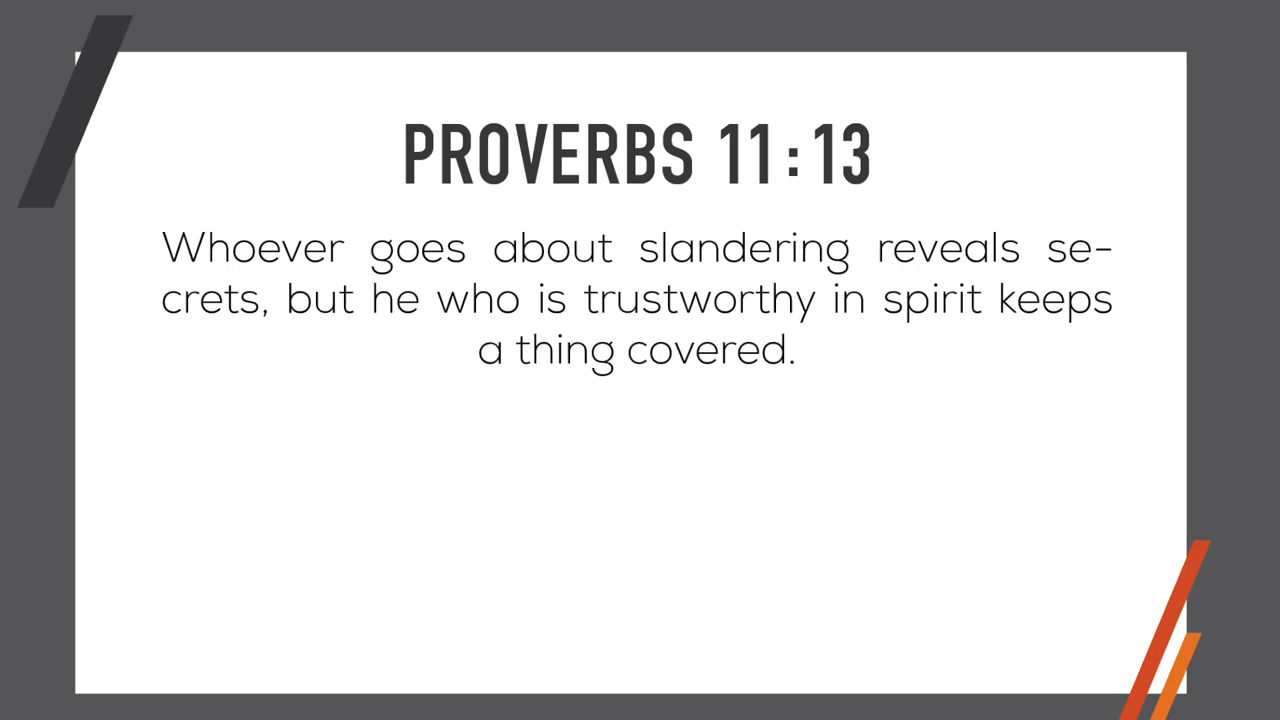 PROVERBS 11:13
Whoever goes about slandering reveals se-
crets, but he who is trustworthy in spirit keeps
a thing covered.